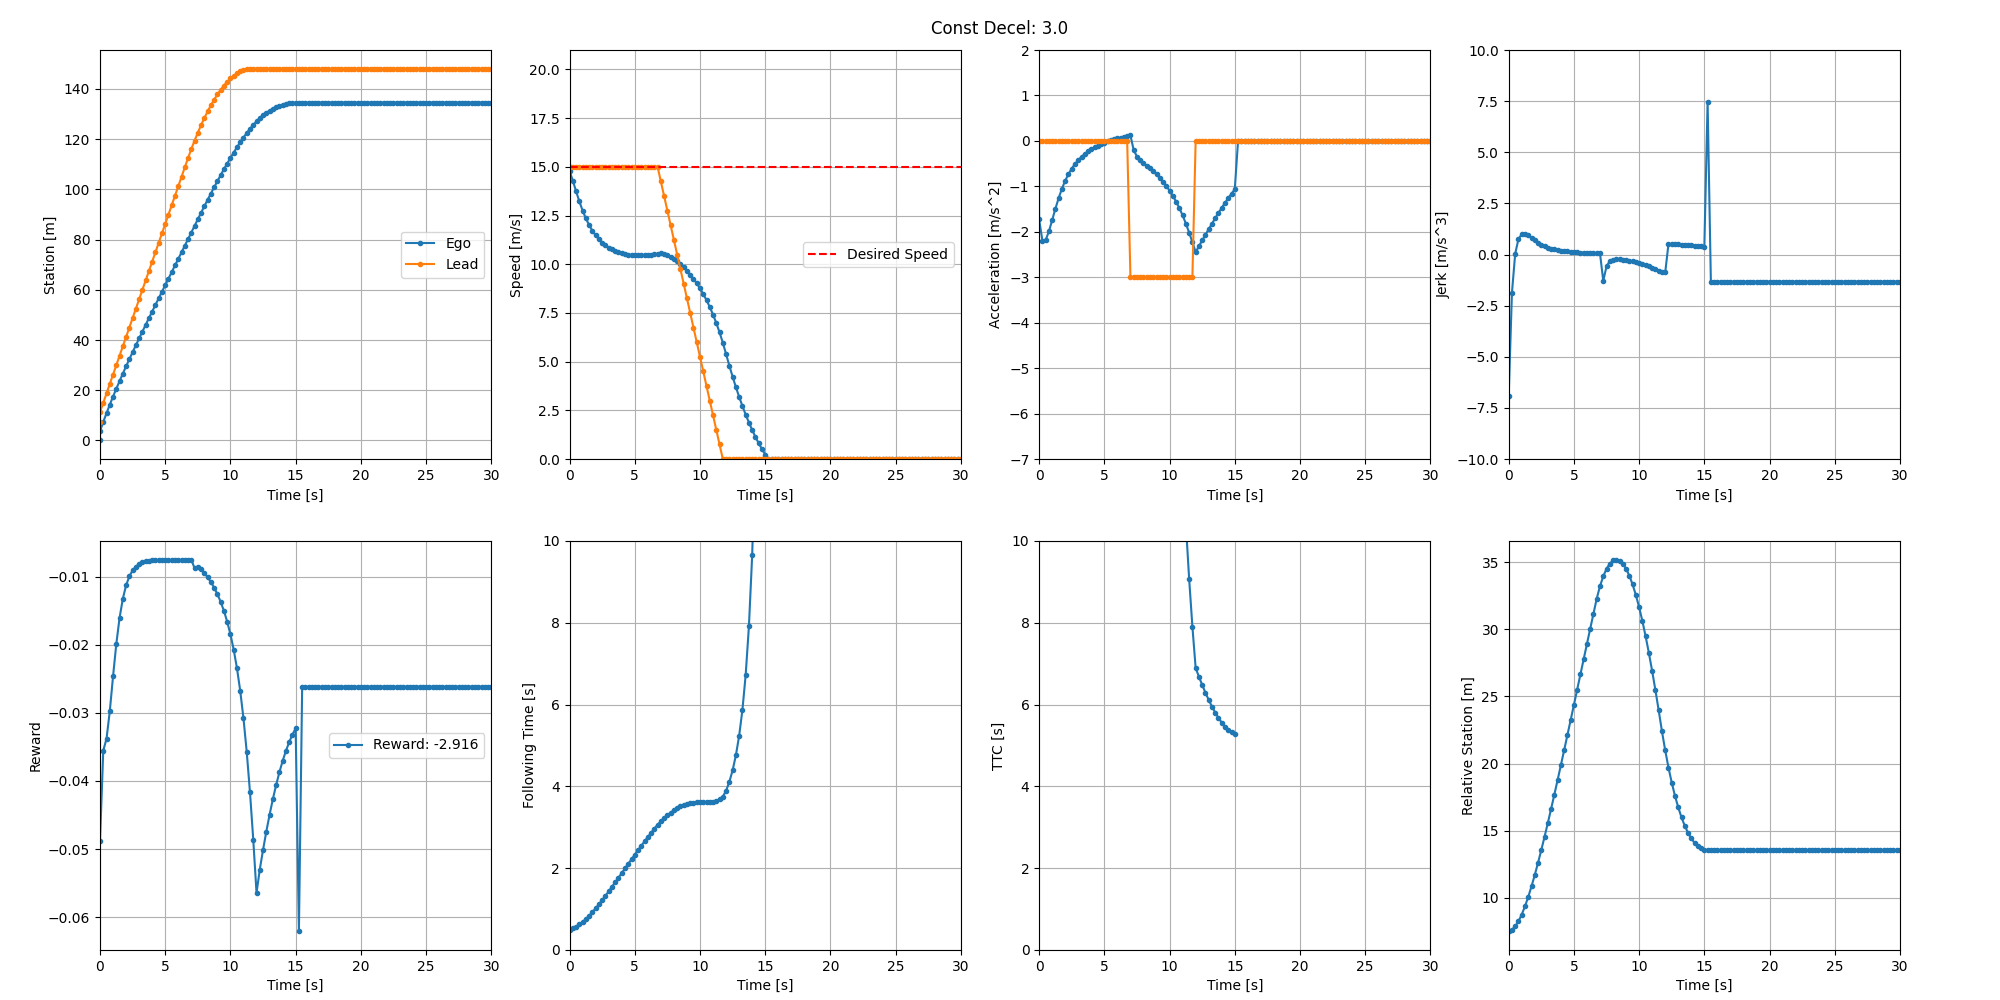 Const Decel: 3.0
Station [m]
140
120
100
80
60
40
20
0
Ego
Lead
0 5 10 15 20 25 30
Time [s]
Speed [m/s]
20.0
17.5
15.0
12.5
10.0
7.5
5.0
2.5
0.0
Desired Speed
0 5 10 15 20 25 30
Time [s]
Acceleration [m/s^2]
2
1
0
−1
−2
−3
−4
−5
−6
−7
0 5 10 15 20 25 30
Time [s]
Jerk [m/s^3]
10.0
7.5
5.0
2.5
0.0
−2.5
−5.0
−7.5
−10.0
0 5 10 15 20 25 30
Time [s]
Reward
−0.01
−0.02
−0.03
−0.04
−0.05
−0.06
Reward: -2.916
0 5 10 15 20 25 30
Time [s]
Following Time [s]
10
8
6
4
2
0
0 5 10 15 20 25 30
Time [s]
TTC [s]
10
8
6
4
2
0
0 5 10 15 20 25 30
Time [s]
Relative Station [m]
35
30
25
20
15
10
0 5 10 15 20 25 30
Time [s]